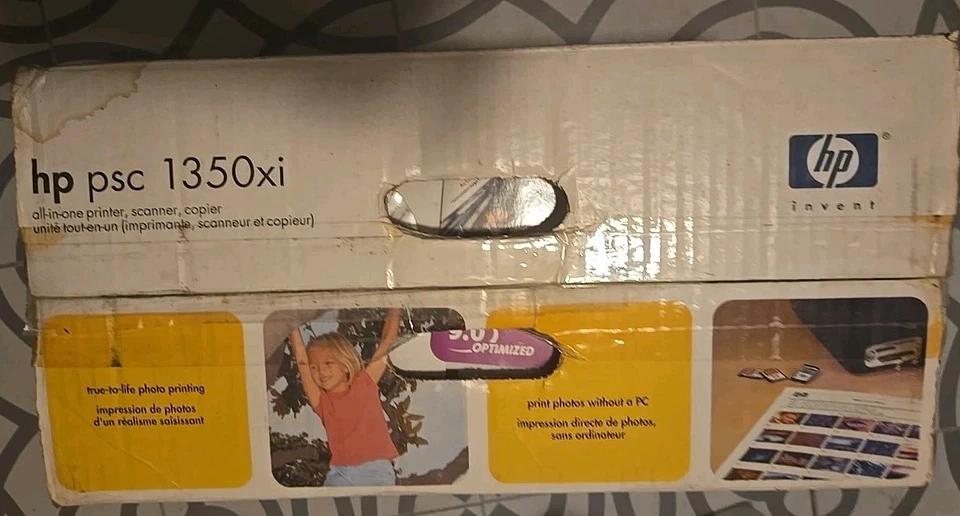 hp psc 1350xi
all-in-one printer, scanner, copier
unité tout-en-un (imprimante, scanneur et copieur)
hp
®
invent
true-to-life photo printing
impression de photos
d'un réalisme saisissant
OPTIMIZED
print photos without a PC
impression directe de photos,
sans ordinateur